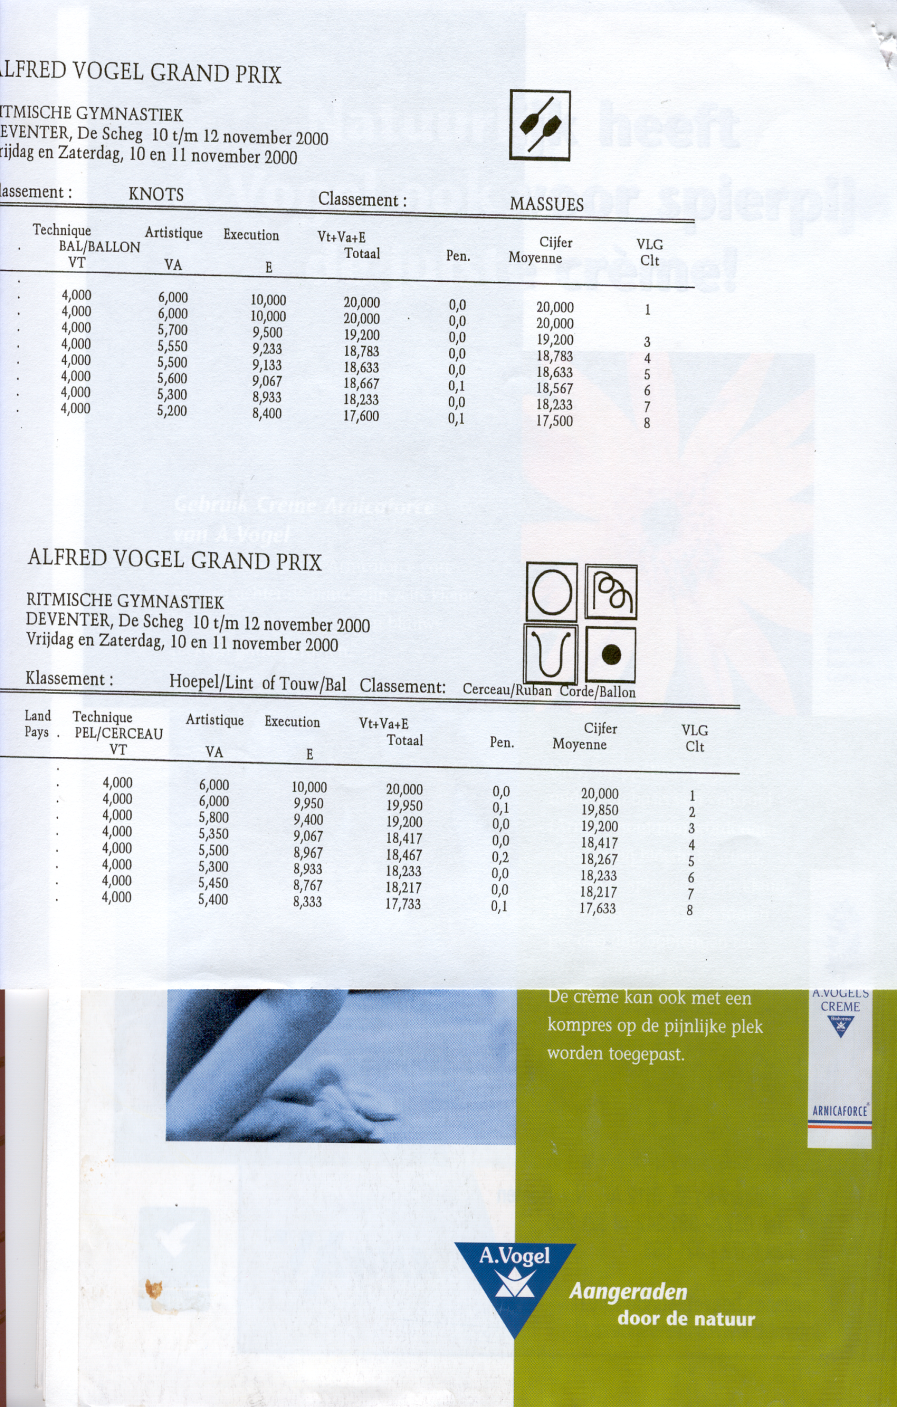 LFRED VOGEL GRAND PRIX
ITMISCHE GYMNASTIEK
EVENTER, De Scheg 10 t/m 12 november 2000
rijdag en Zaterdag, 10 en 11 november 2000
lassement : KNOTS Classement : MASSUES
Technique Artistique Execution Vt+Va+E Cijfer VLG
. BAL/BALLON Totaal Pen. Moyenne Clt
VT VA E
.
. 4,000 6,000 10,000 20,000 0,0 20,000 1
. 4,000 6,000 10,000 20,000 0,0 20,000
. 4,000 5,700 9,500 19,200 0,0 19,200 3
. 4,000 5,550 9,233 18,783 0,0 18,783 4
. 4,000 5,500 9,133 18,633 0,0 18,633 5
. 4,000 5,600 9,067 18,667 0,1 18,567 6
. 4,000 5,300 8,933 18,233 0,0 18,233 7
. 4,000 5,200 8,400 17,600 0,1 17,500 8
Gebruik Crème Arnicaforce
van A.Vogel
ALFRED VOGEL GRAND PRIX
RITMISCHE GYMNASTIEK
DEVENTER, De Scheg 10 t/m 12 november 2000
Vrijdag en Zaterdag, 10 en 11 november 2000
Klassement : Hoepel/Lint of Touw/Bal Classement: Cerceau/Ruban Corde/Ballon
Land Technique Artistique Execution Vt+Va+E Cijfer VLG
Pays . PEL/CERCEAU Totaal Pen. Moyenne Clt
VT VA E
.
. 4,000 6,000 10,000 20,000 0,0 20,000 1
. 4,000 6,000 9,950 19,950 0,1 19,850 2
. 4,000 5,800 9,400 19,200 0,0 19,200 3
. 4,000 5,350 9,067 18,417 0,0 18,417 4
. 4,000 5,500 8,967 18,467 0,2 18,267 5
. 4,000 5,300 8,933 18,233 0,0 18,233 6
. 4,000 5,450 8,767 18,217 0,0 18,217 7
. 4,000 5,400 8,333 17,733 0,1 17,633 8
De crème kan ook met een
kompres op de pijnlijke plek
worden toegepast.
A.VOGEL'S
CREME
ARNICAFORCE®
A.Vogel
Aangeraden
door de natuur